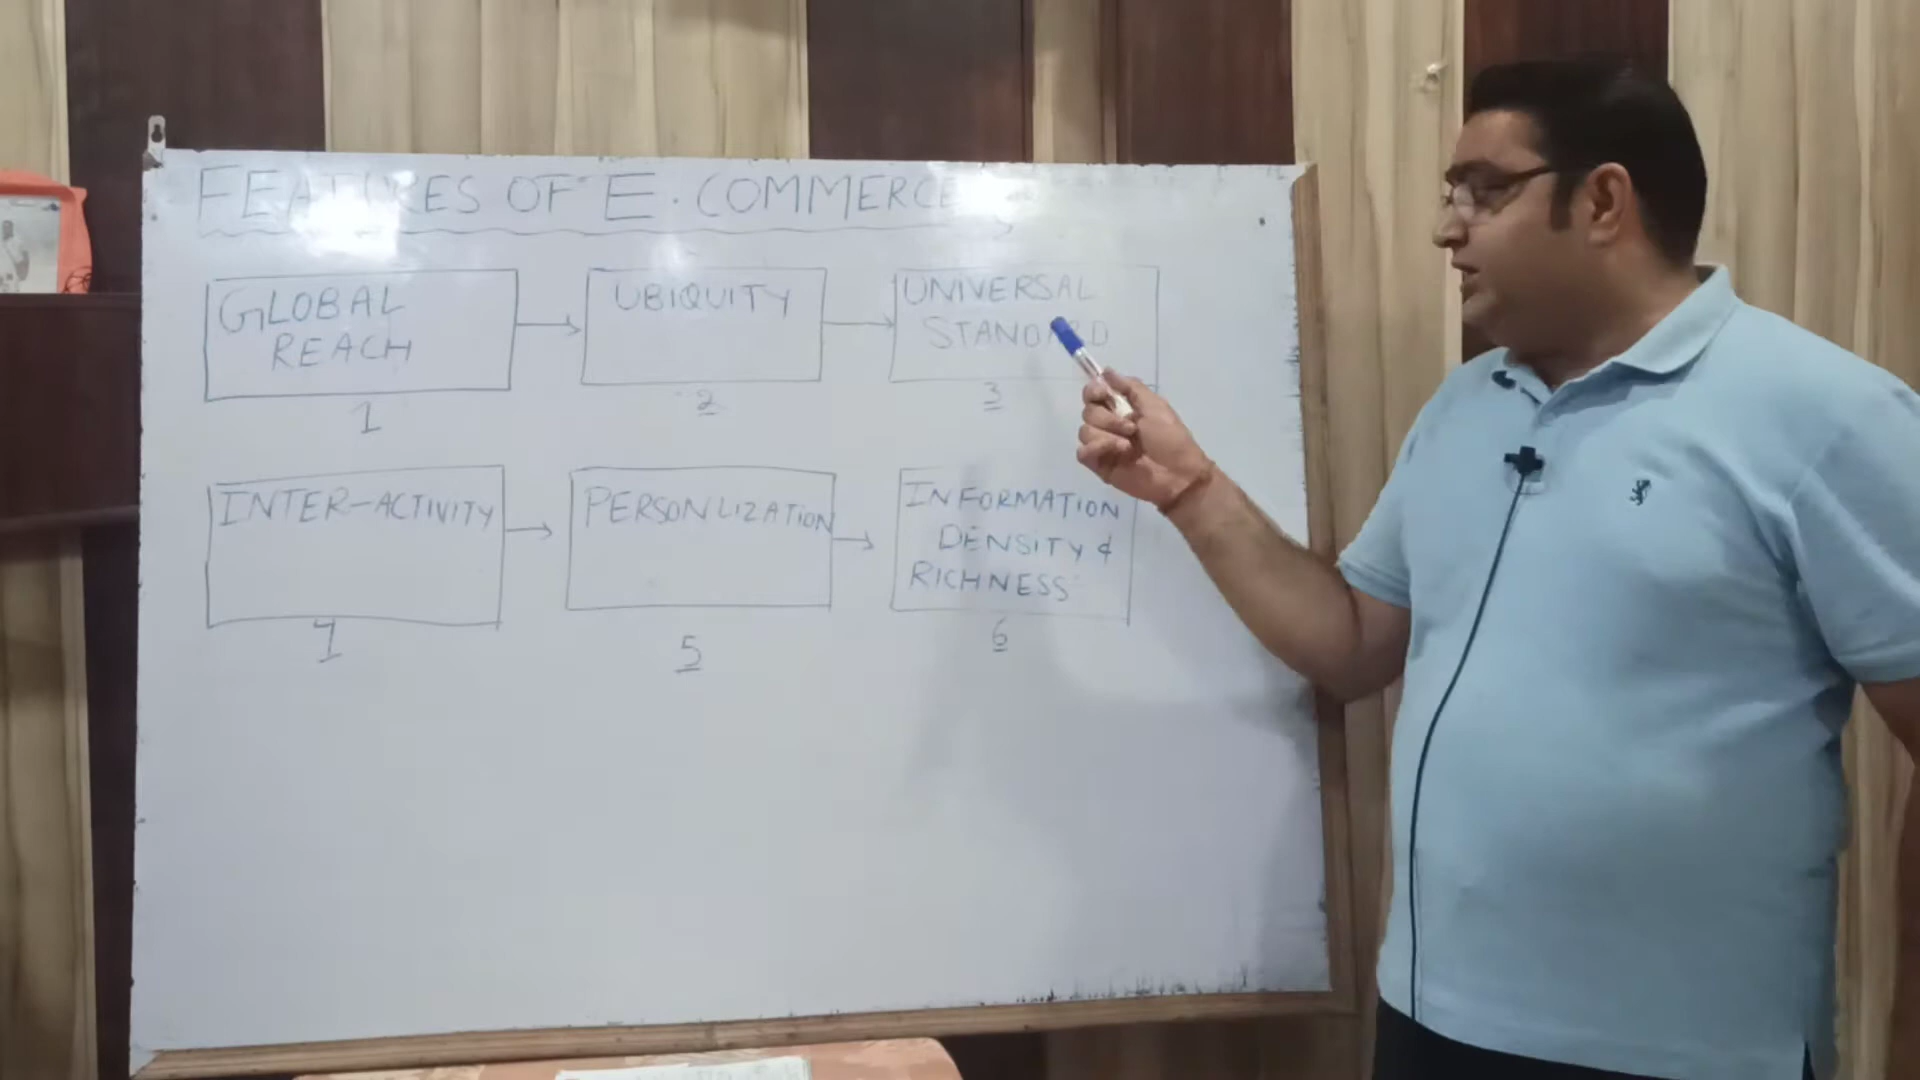 FEATURES OF E. COMMERCE
GLOBAL
REACH
1
UBIQUITY
2
UNIVERSAL
STANDARD
3
INTER-ACTIVITY
4
PERSONLIZATION
5
INFORMATION
DENSITY &
RICHNESS
6